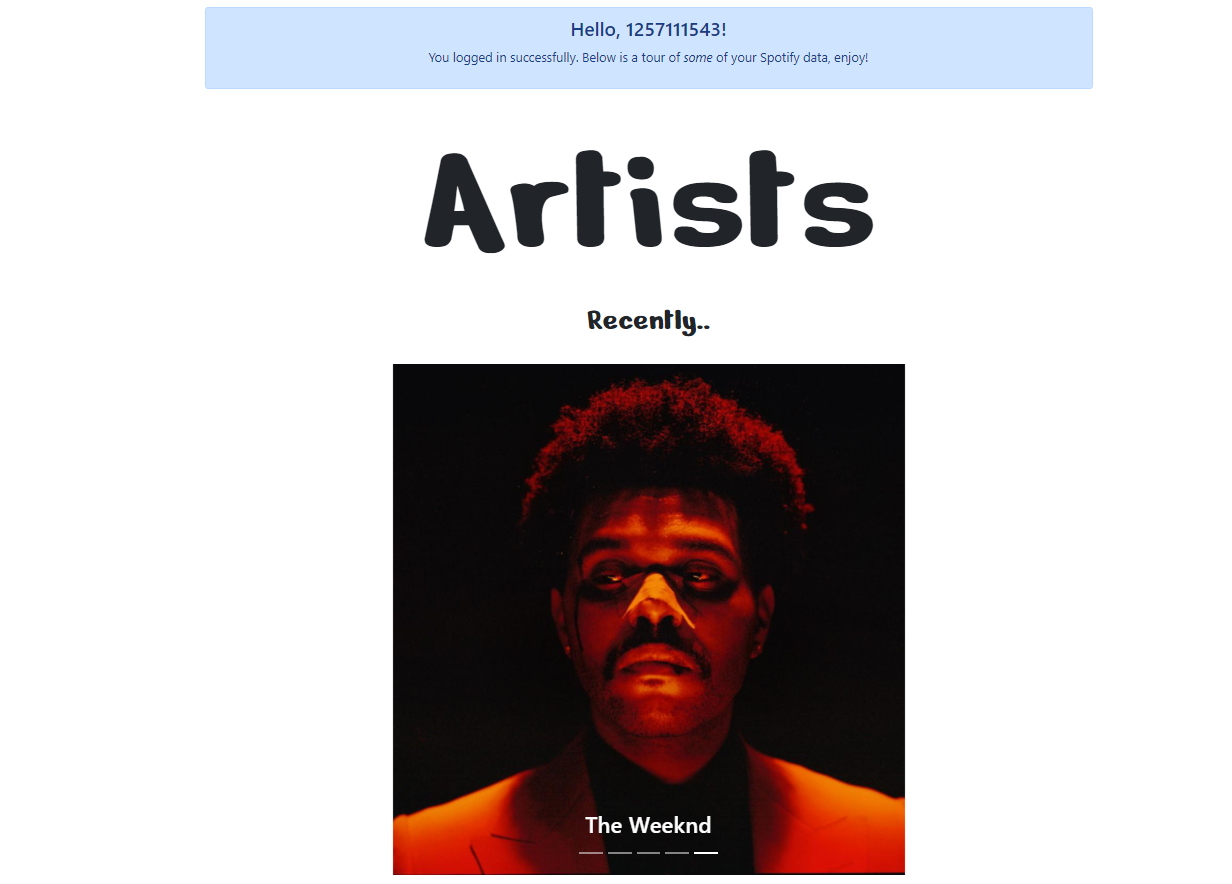 Hello, 1257111543!
You logged in successfully. Below is a tour of some of your Spotify data, enjoy!
Artists
Recently..
The Weeknd